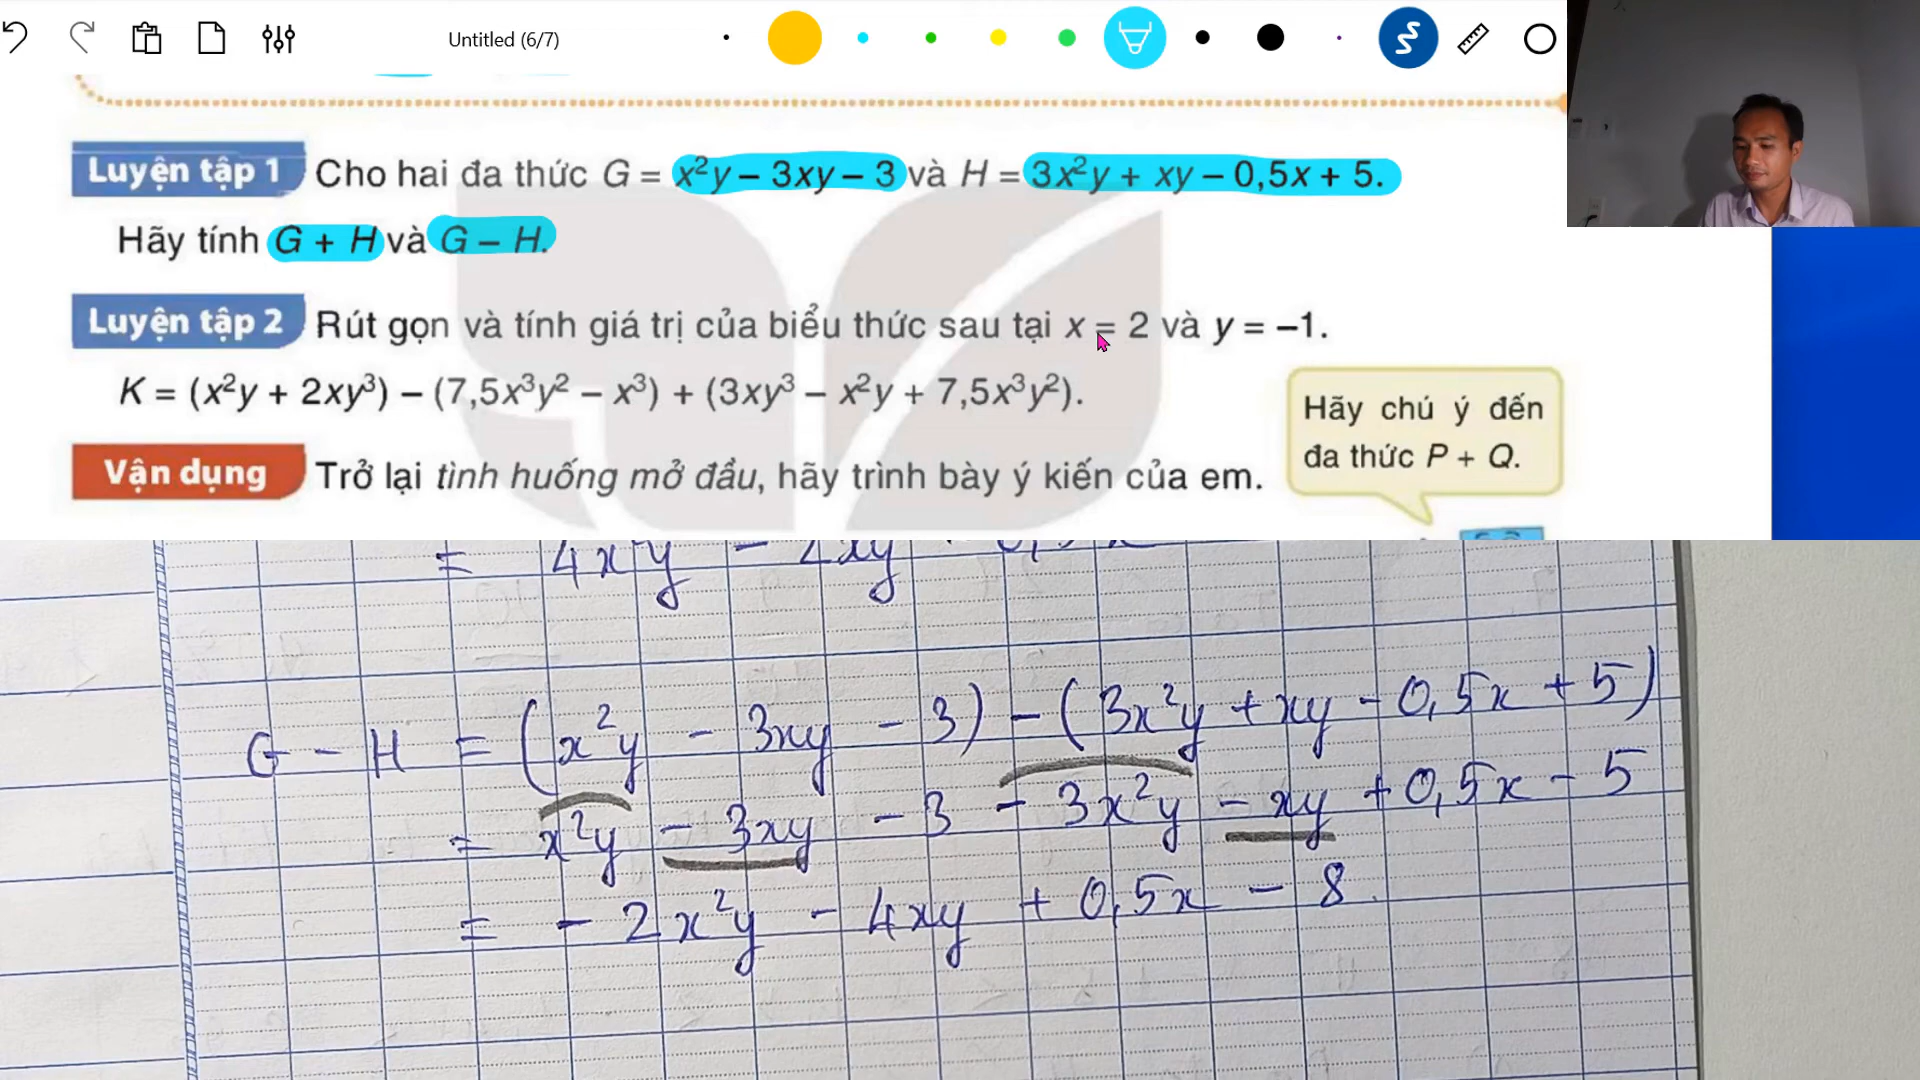 Untitled (6/7)
Luyện tập 1 Cho hai đa thức G = x²y – 3xy – 3 và H = 3x²y + xy – 0,5x + 5.
Hãy tính G + H và G – H.
Luyện tập 2 Rút gọn và tính giá trị của biểu thức sau tại x = 2 và y = –1.
K = (x²y + 2xy³) – (7,5x³y² – x³) + (3xy³ – x²y + 7,5x³y²).
Hãy chú ý đến
đa thức P + Q.
Vận dụng Trở lại tình huống mở đầu, hãy trình bày ý kiến của em.
= 4x²y – 2xy
G – H = (x²y – 3xy – 3) – (3x²y + xy – 0,5x + 5)
= x²y – 3xy – 3 – 3x²y – xy + 0,5x – 5
= – 2x²y – 4xy + 0,5x – 8.